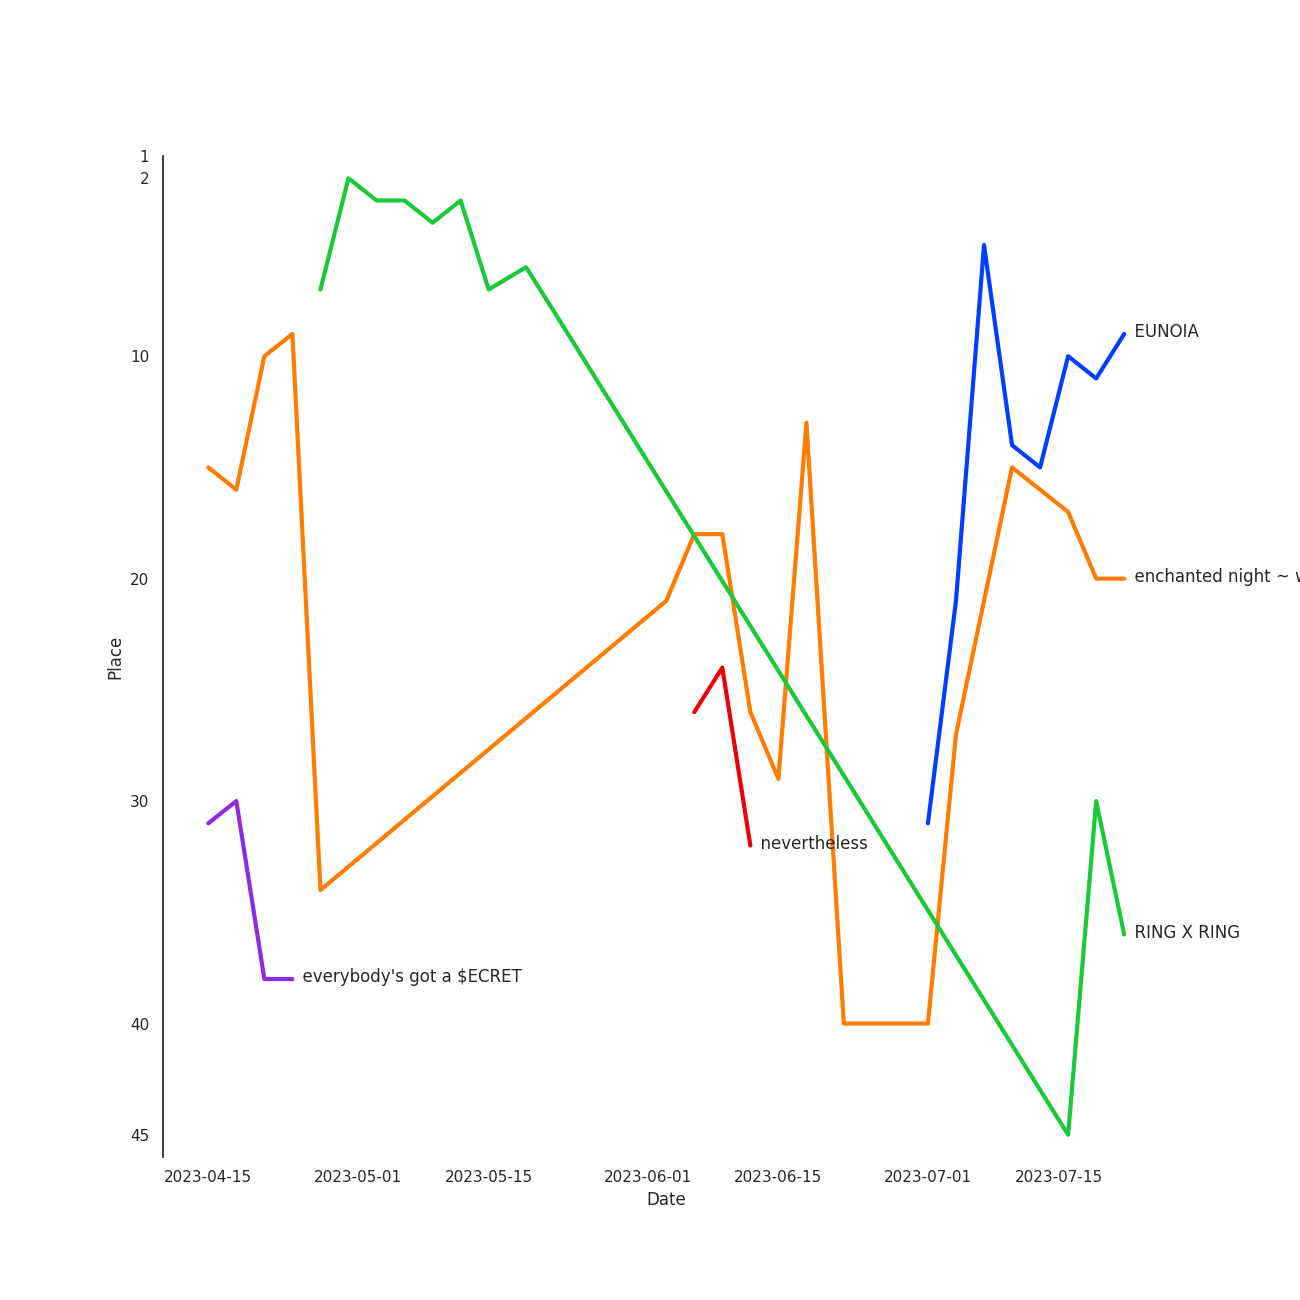 1
2
10
20
30
40
45
Place
EUNOIA
enchanted night ~
nevertheless
RING X RING
everybody's got a $ECRET
2023-04-15
2023-05-01
2023-05-15
2023-06-01
2023-06-15
2023-07-01
2023-07-15
Date